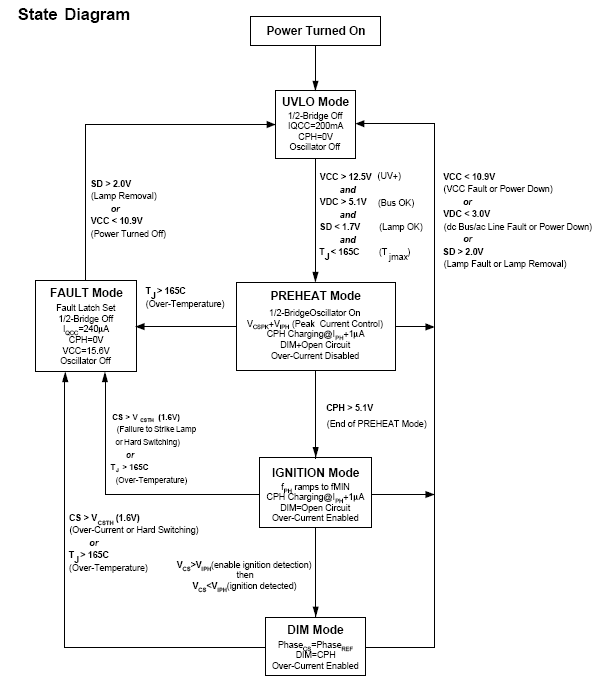 State Diagram
Power Turned On
UVLO Mode
1/2-Bridge Off
IQCC=200mA
CPH=0V
Oscillator Off
SD > 2.0V
(Lamp Removal)
or
VCC < 10.9V
(Power Turned Off)
VCC > 12.5V (UV+)
and
VDC > 5.1V (Bus OK)
and
SD < 1.7V (Lamp OK)
and
TJ < 165C (Tjmax)
VCC < 10.9V
(VCC Fault or Power Down)
or
VDC < 3.0V
(dc Bus/ac Line Fault or Power Down)
or
SD > 2.0V
(Lamp Fault or Lamp Removal)
FAULT Mode
Fault Latch Set
1/2-Bridge Off
IQCC=240µA
CPH=0V
VCC=15.6V
Oscillator Off
TJ > 165C
(Over-Temperature)
PREHEAT Mode
1/2-BridgeOscillator On
VCSPK+VIPH (Peak Current Control)
CPH Charging@IPH+1µA
DIM+Open Circuit
Over-Current Disabled
CPH > 5.1V
(End of PREHEAT Mode)
CS > VCSTH (1.6V)
(Failure to Strike Lamp
or Hard Switching)
or
TJ > 165C
(Over-Temperature)
IGNITION Mode
fPH ramps to fMIN
CPH Charging@IPH+1µA
DIM=Open Circuit
Over-Current Enabled
CS > VCSTH (1.6V)
(Over-Current or Hard Switching)
or
TJ > 165C
(Over-Temperature)
VCS>VIPH(enable ignition detection)
then
VCS<VIPH(ignition detected)
DIM Mode
PhaseCS=PhaseREF
DIM=CPH
Over-Current Enabled